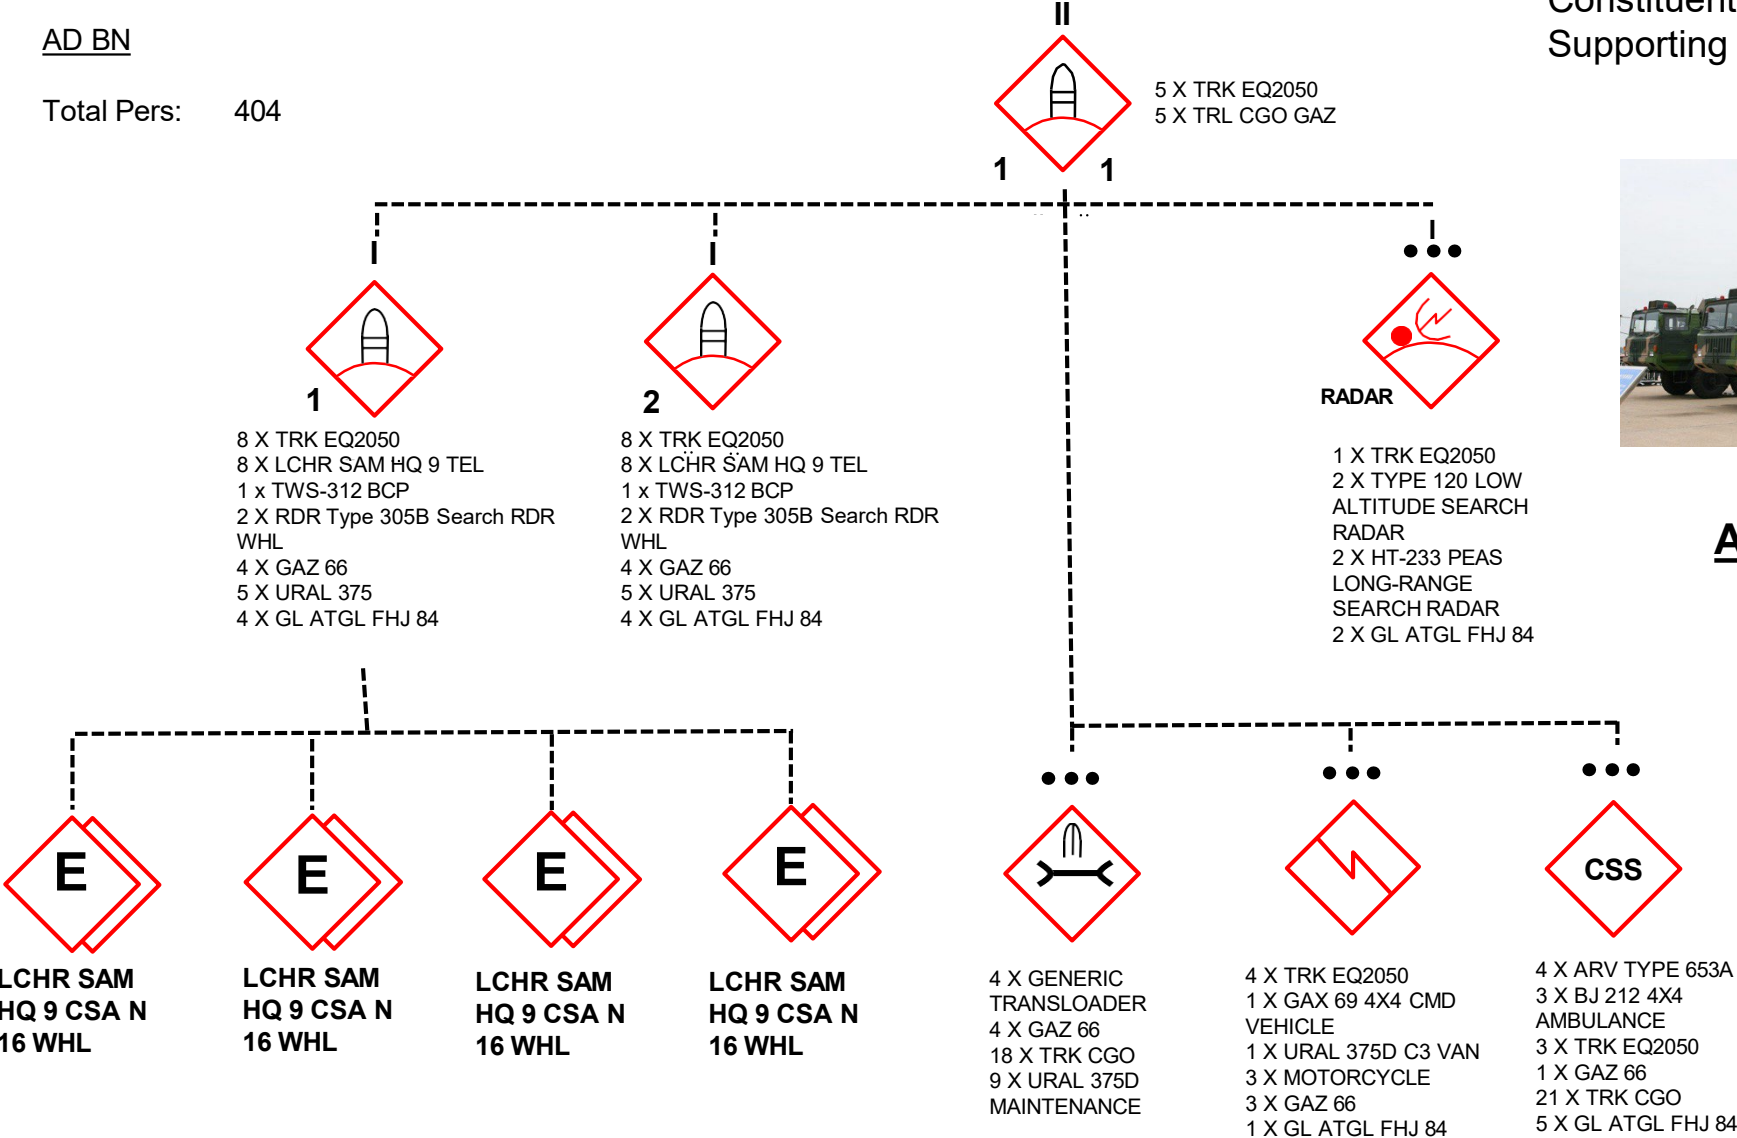 Constituent
Supporting
AD BN
Total Pers: 404
II
5 X TRK EQ2050
5 X TRL CGO GAZ
1 1
I
I
I
1
8 X TRK EQ2050
8 X LCHR SAM HQ 9 TEL
1 x TWS-312 BCP
2 X RDR Type 305B Search RDR
WHL
4 X GAZ 66
5 X URAL 375
4 X GL ATGL FHJ 84
2
8 X TRK EQ2050
8 X LCHR SAM HQ 9 TEL
1 x TWS-312 BCP
2 X RDR Type 305B Search RDR
WHL
4 X GAZ 66
5 X URAL 375
4 X GL ATGL FHJ 84
RADAR
1 X TRK EQ2050
2 X TYPE 120 LOW
ALTITUDE SEARCH
RADAR
2 X HT-233 PEAS
LONG-RANGE
SEARCH RADAR
2 X GL ATGL FHJ 84
A
E
LCHR SAM
HQ 9 CSA N
16 WHL
E
LCHR SAM
HQ 9 CSA N
16 WHL
E
LCHR SAM
HQ 9 CSA N
16 WHL
E
LCHR SAM
HQ 9 CSA N
16 WHL
4 X GENERIC
TRANSLOADER
4 X GAZ 66
18 X TRK CGO
9 X URAL 375D
MAINTENANCE
4 X TRK EQ2050
1 X GAX 69 4X4 CMD
VEHICLE
1 X URAL 375D C3 VAN
3 X MOTORCYCLE
3 X GAZ 66
1 X GL ATGL FHJ 84
CSS
4 X ARV TYPE 653A
3 X BJ 212 4X4
AMBULANCE
3 X TRK EQ2050
1 X GAZ 66
21 X TRK CGO
5 X GL ATGL FHJ 84